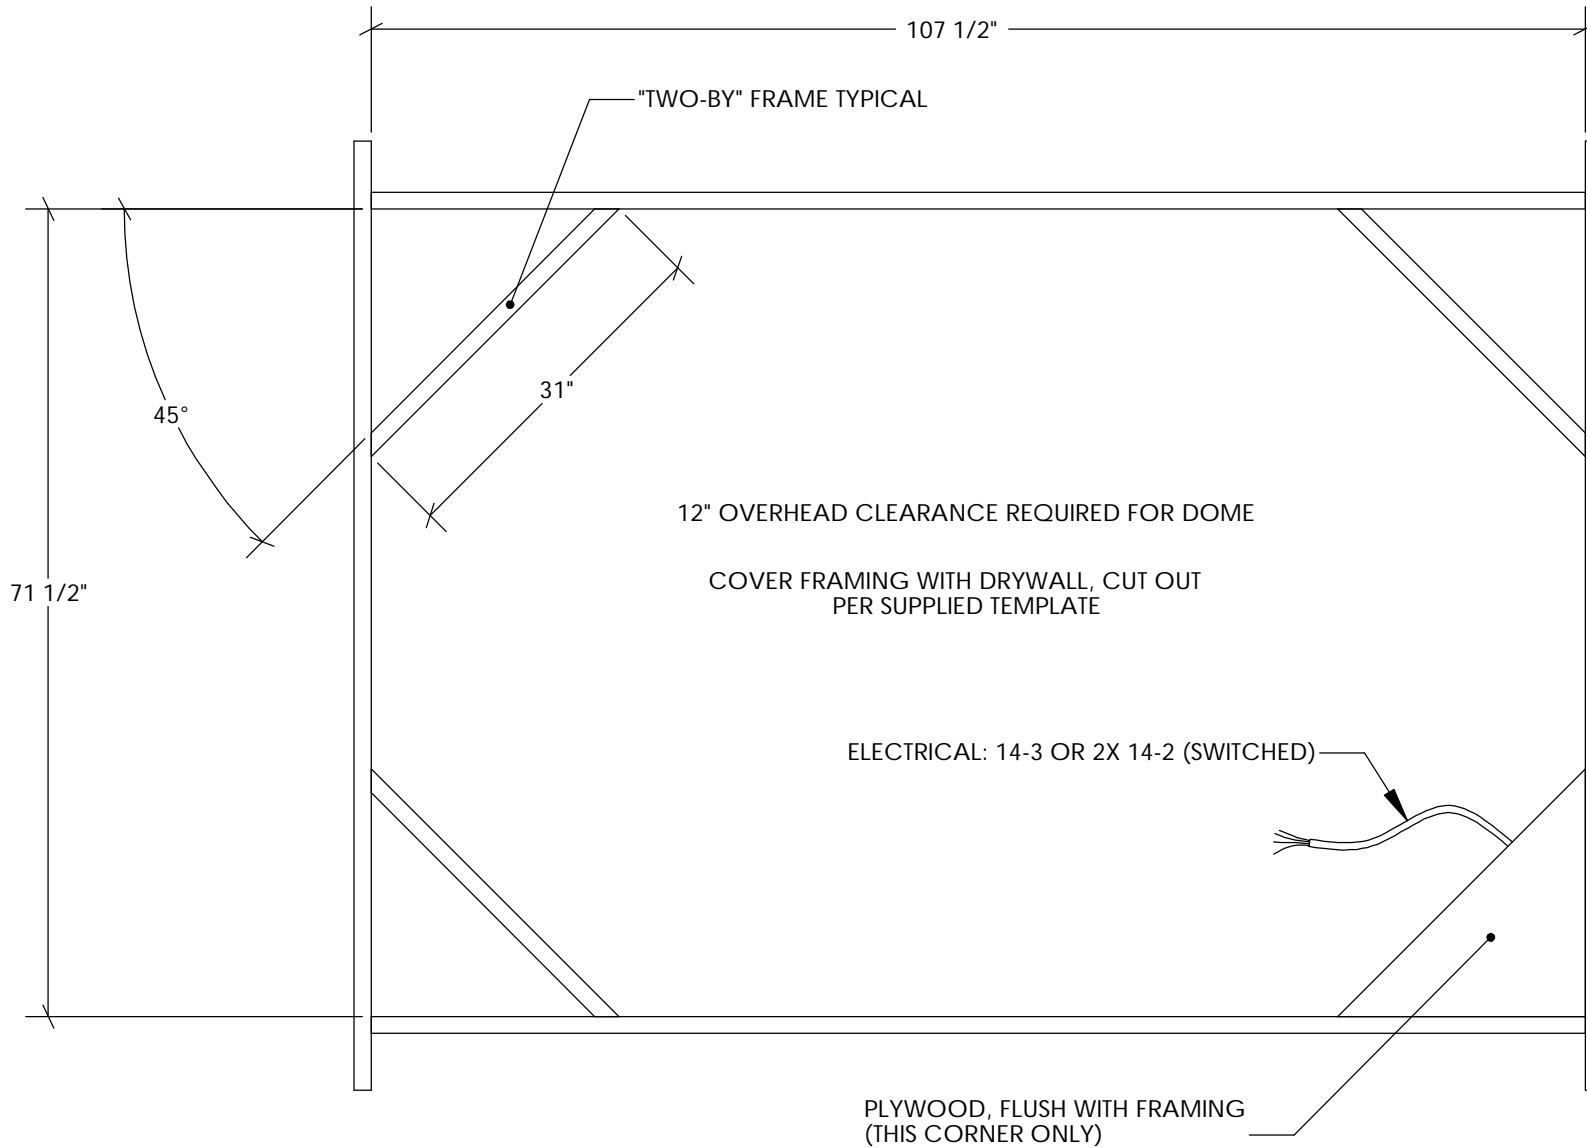 107 1/2"
"TWO-BY" FRAME TYPICAL
31"
45°
12" OVERHEAD CLEARANCE REQUIRED FOR DOME
71 1/2"
COVER FRAMING WITH DRYWALL, CUT OUT
PER SUPPLIED TEMPLATE
ELECTRICAL: 14-3 OR 2X 14-2 (SWITCHED)
PLYWOOD, FLUSH WITH FRAMING
(THIS CORNER ONLY)